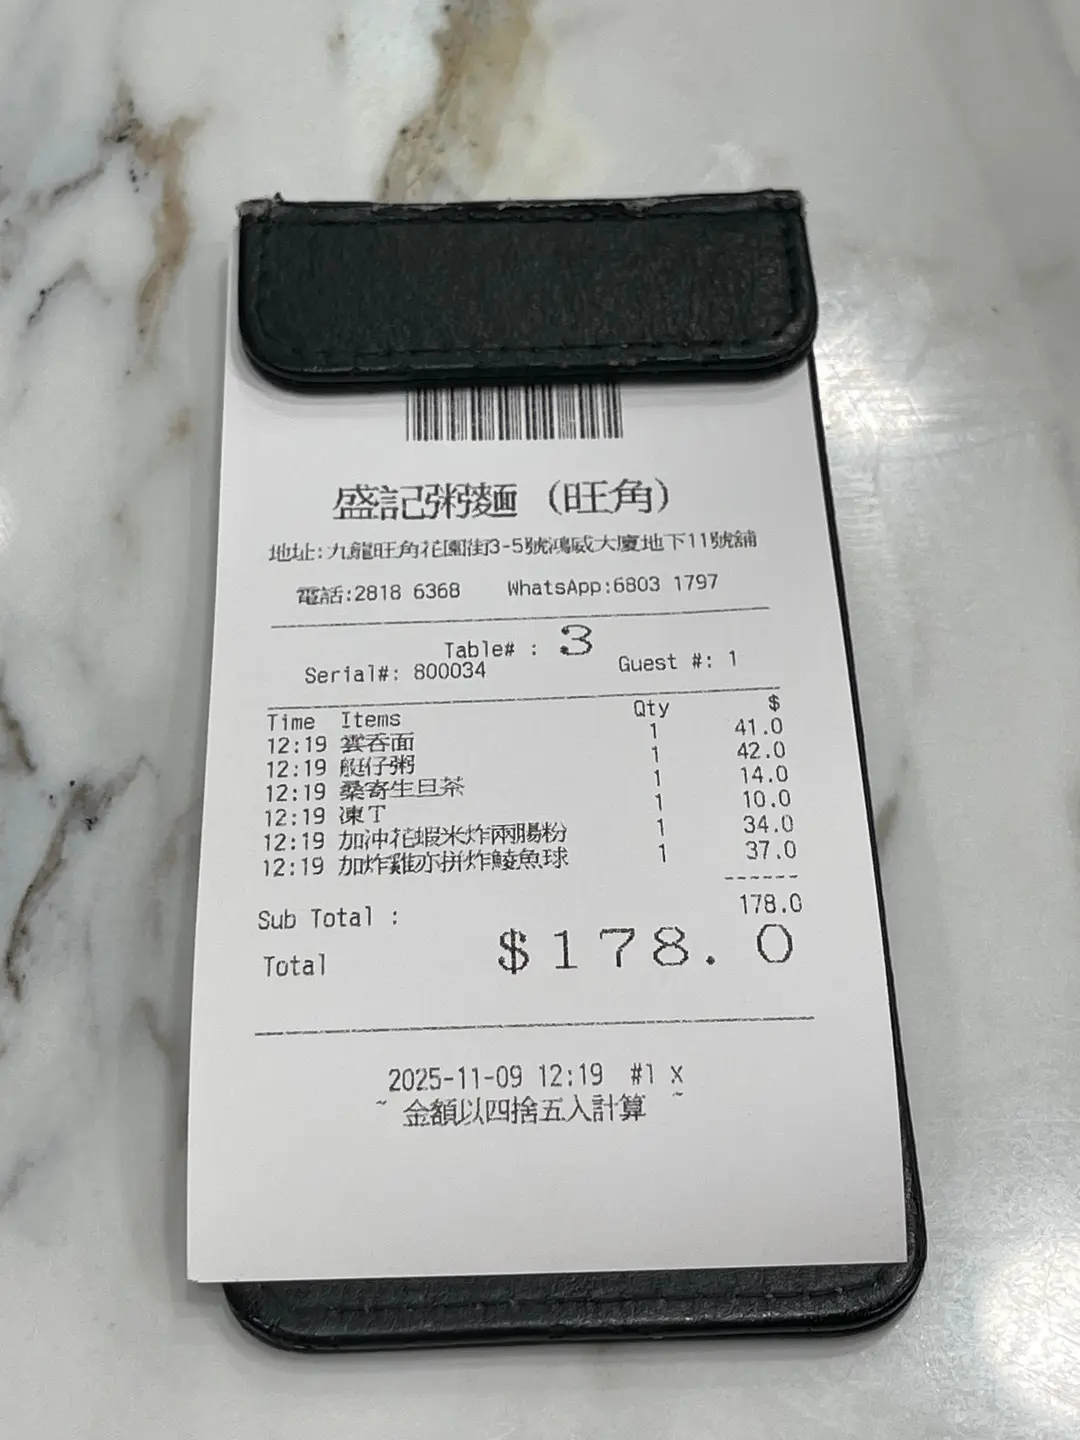 盛記粥麵 (旺角)
地址:九龍旺角花園街3-5號鴻威大廈地下11號舖
電話:2818 6368 WhatsApp:6803 1797
Table# : 3
Serial#: 800034 Guest #: 1
Time Items Qty $
12:19 雲吞面 1 41.0
12:19 艇仔粥 1 42.0
12:19 桑寄生旦茶 1 14.0
12:19 凍T 1 10.0
12:19 加沖花蝦米炸兩腸粉 1 34.0
12:19 加炸雞亦拼炸鯪魚球 1 37.0
------
Sub Total : 178.0
Total $178.0
2025-11-09 12:19 #1 x
~ 金額以四捨五入計算 ~